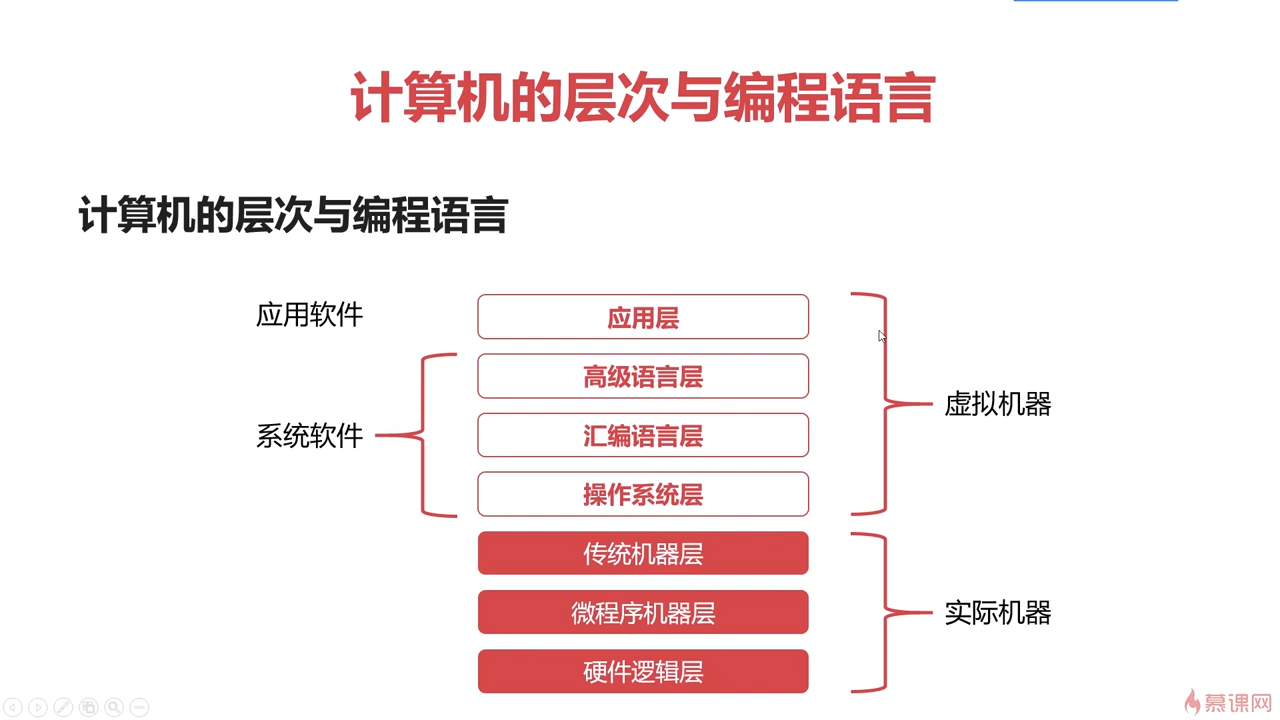 计算机的层次与编程语言
计算机的层次与编程语言
应用软件
应用层
高级语言层
系统软件
汇编语言层
操作系统层
虚拟机器
传统机器层
微程序机器层
硬件逻辑层
实际机器
慕课网